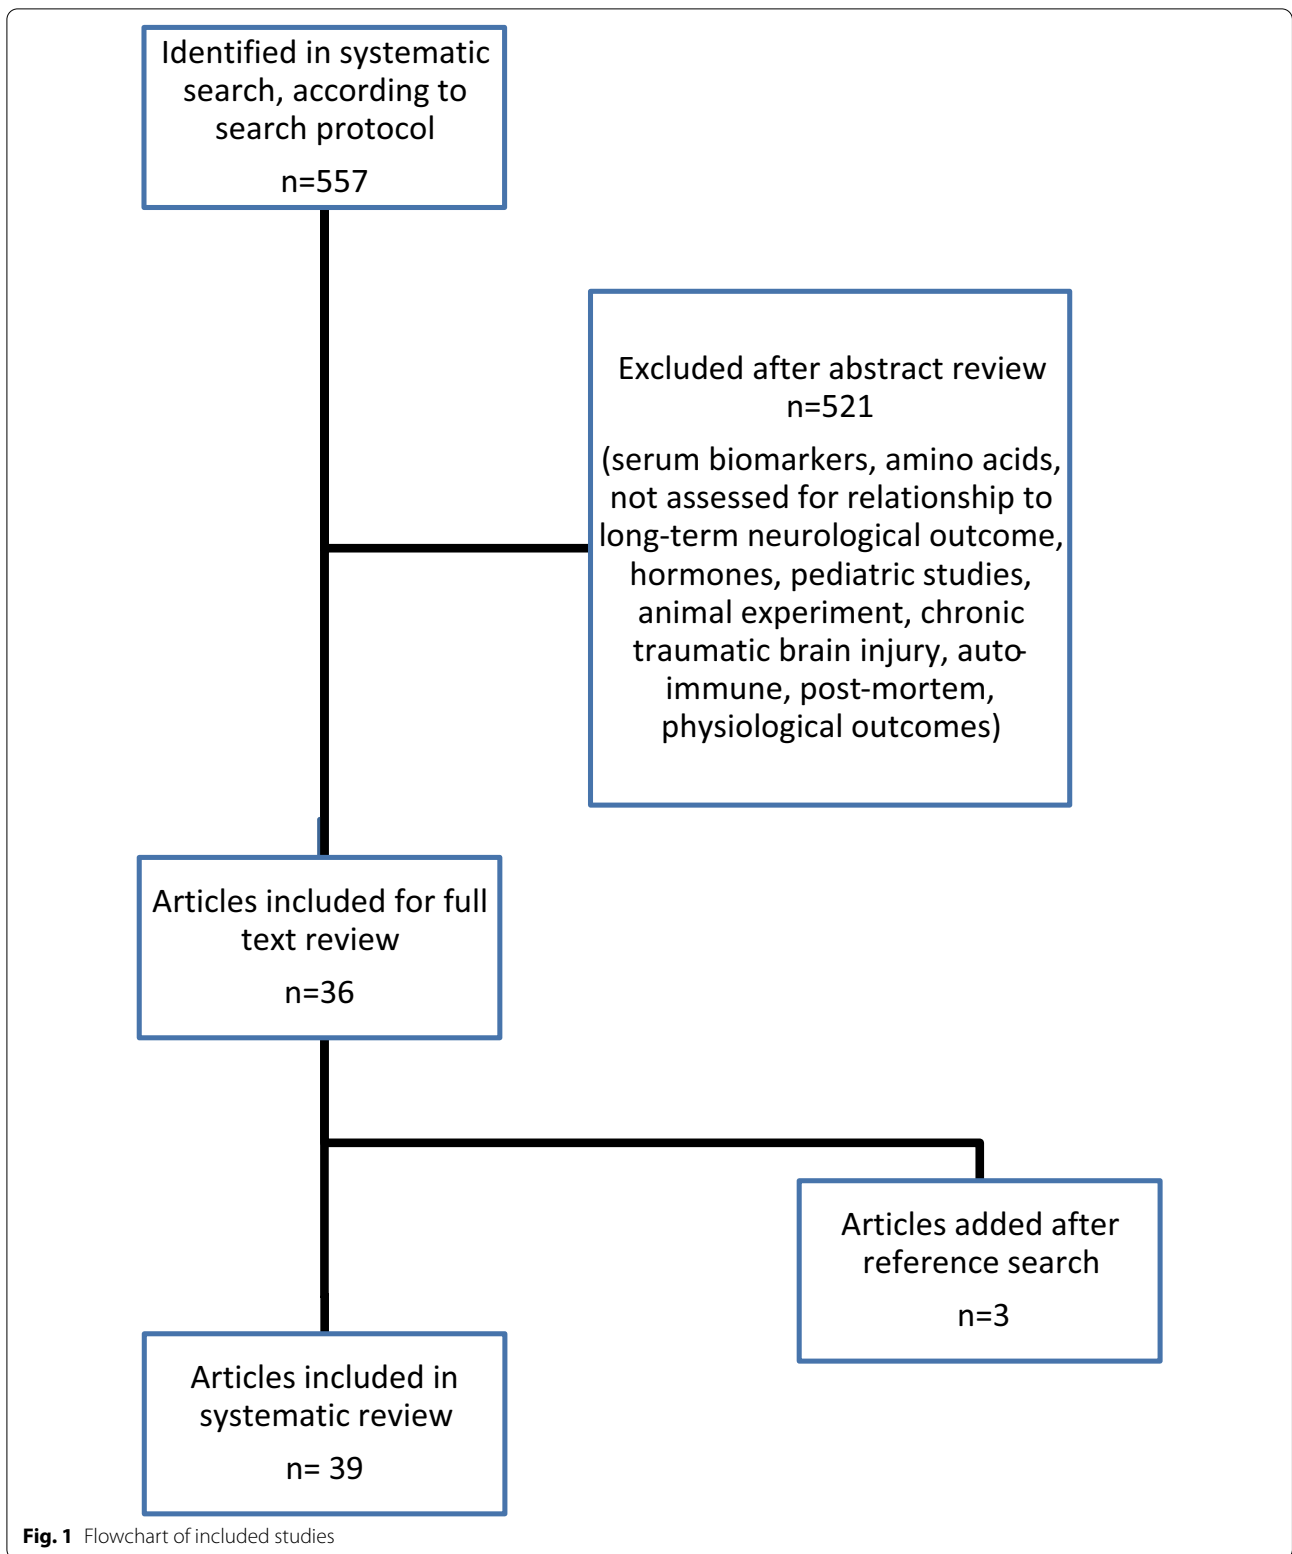 Identified in systematic
search, according to
search protocol
n=557
Excluded after abstract review
n=521
(serum biomarkers, amino acids,
not assessed for relationship to
long-term neurological outcome,
hormones, pediatric studies,
animal experiment, chronic
traumatic brain injury, auto-
immune, post-mortem,
physiological outcomes)
Articles included for full
text review
n=36
Articles added after
reference search
n=3
Articles included in
systematic review
n= 39
Fig. 1 Flowchart of included studies